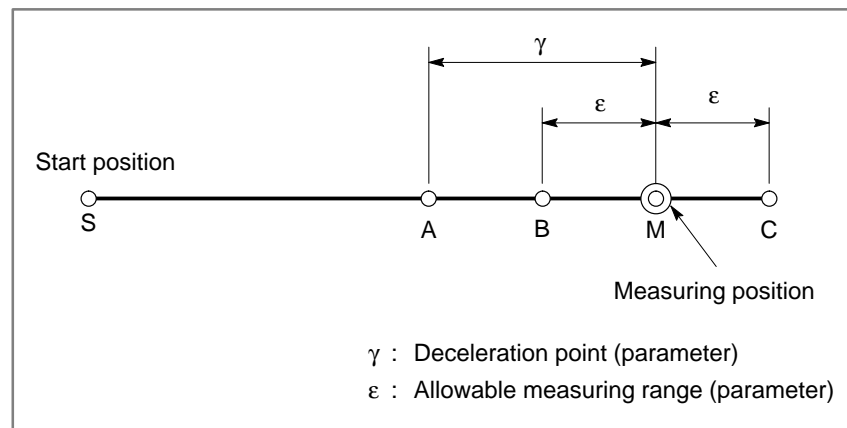 γ
ε ε
Start position
S A B M C
Measuring position
γ : Deceleration point (parameter)
ε : Allowable measuring range (parameter)